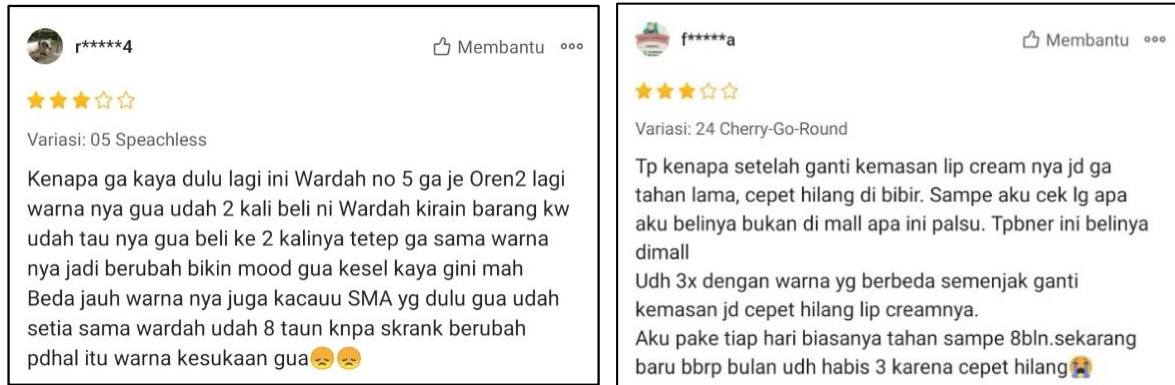 r*****4
Membantu
Variasi: 05 Speachless
Kenapa ga kaya dulu lagi ini Wardah no 5 ga je Oren2 lagi
warna nya gua udah 2 kali beli ni Wardah kirain barang kw
udah tau nya gua beli ke 2 kalinya tetep ga sama warna
nya jadi berubah bikin mood gua kesel kaya gini mah
Beda jauh warna nya juga kacauu SMA yg dulu gua udah
setia sama wardah udah 8 taun knpa skrank berubah
pdhal itu warna kesukaan gua😞😞
f*****a
Membantu
Variasi: 24 Cherry-Go-Round
Tp kenapa setelah ganti kemasan lip cream nya jd ga
tahan lama, cepet hilang di bibir. Sampe aku cek lg apa
aku belinya bukan di mall apa ini palsu. Tpbner ini belinya
dimall
Udh 3x dengan warna yg berbeda semenjak ganti
kemasan jd cepet hilang lip creamnya.
Aku pake tiap hari biasanya tahan sampe 8bln.sekarang
baru bbrp bulan udh habis 3 karena cepet hilang😭